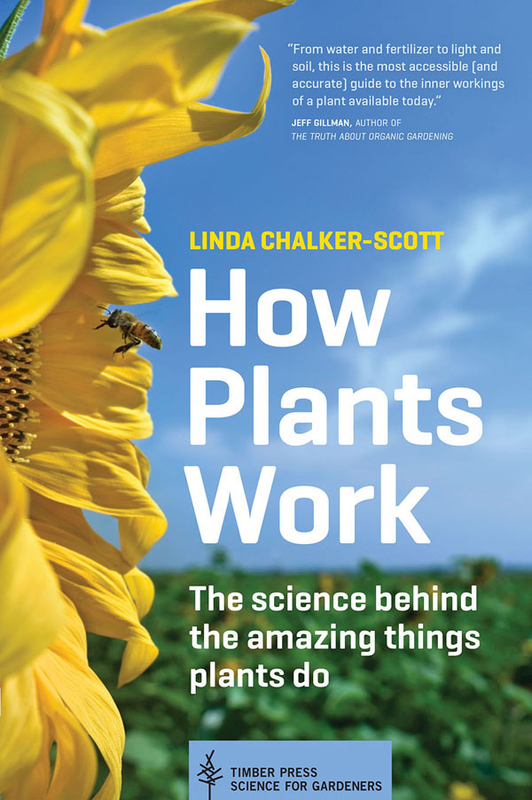 “From water and fertilizer to light and
soil, this is the most accessible (and
accurate) guide to the inner workings
of a plant available today.”
JEFF GILLMAN, AUTHOR OF
THE TRUTH ABOUT ORGANIC GARDENING
LINDA CHALKER-SCOTT
How
Plants
Work
The science behind
the amazing things
plants do
TIMBER PRESS
SCIENCE FOR GARDENERS